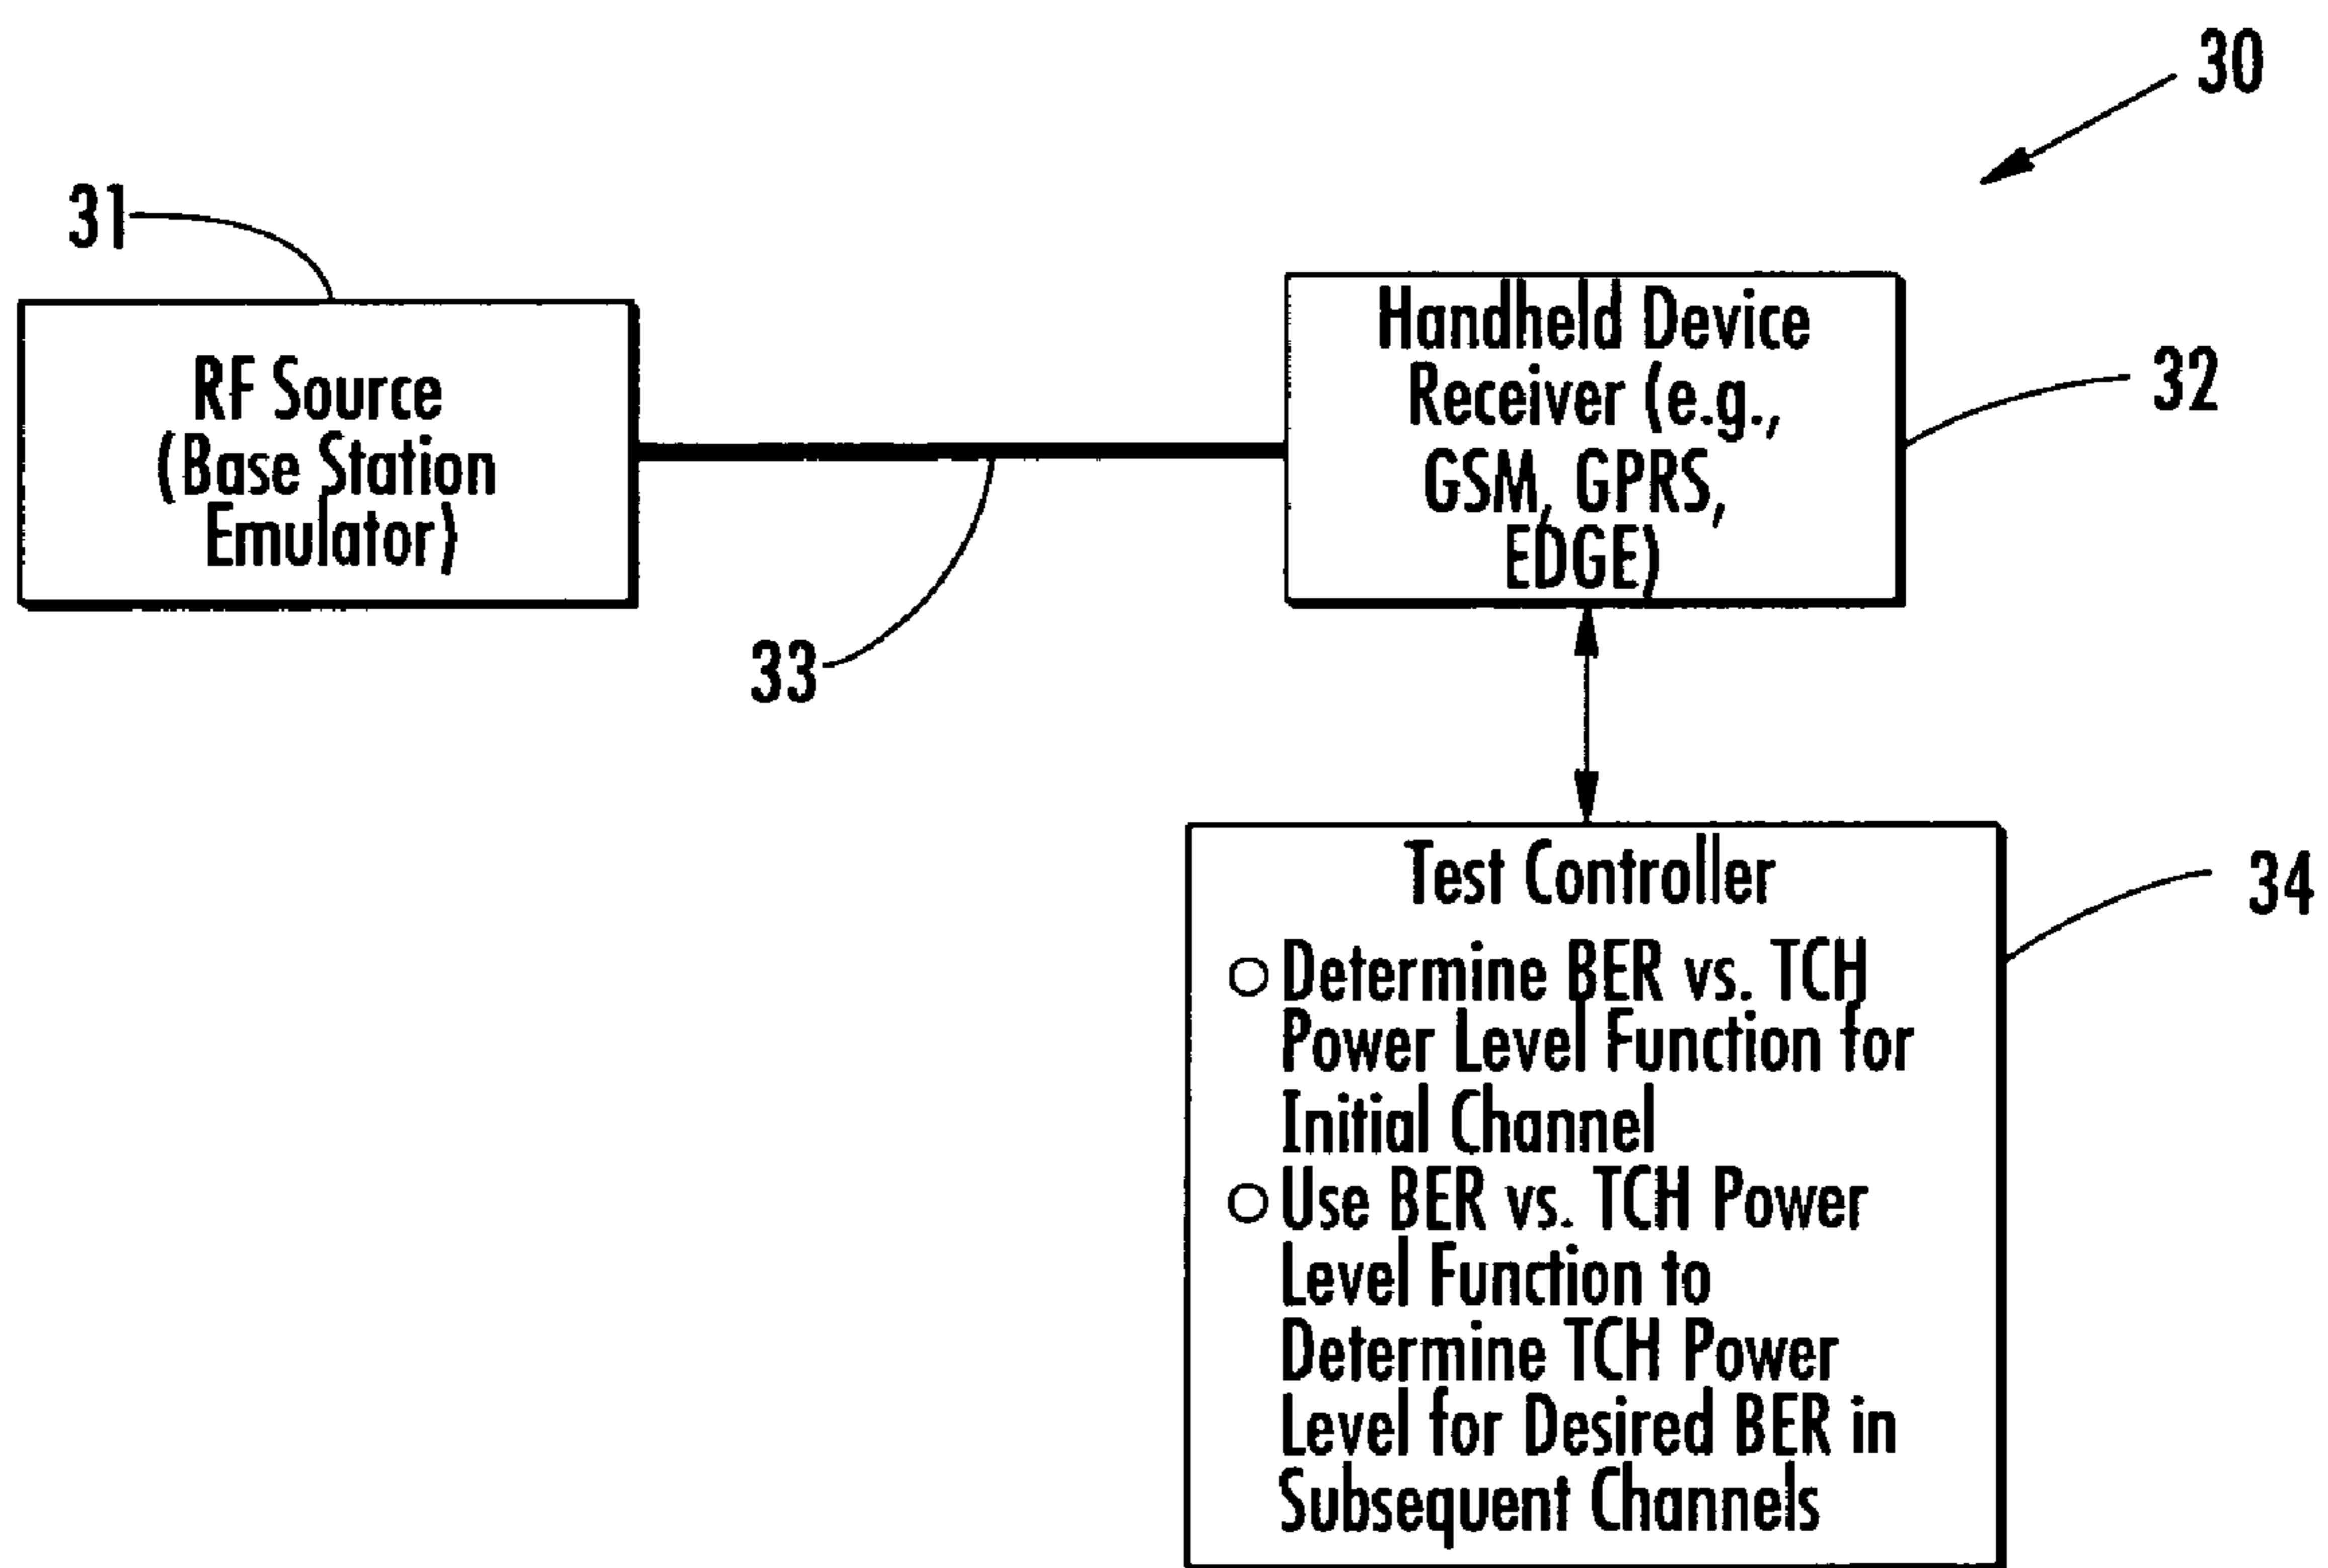 30
31
RF Source
(Base Station
Emulator)
Handheld Device
Receiver (e.g.,
GSM, GPRS,
EDGE)
32
33
Test Controller
34
○ Determine BER vs. TCH
Power Level Function for
Initial Channel
○ Use BER vs. TCH Power
Level Function to
Determine TCH Power
Level for Desired BER in
Subsequent Channels